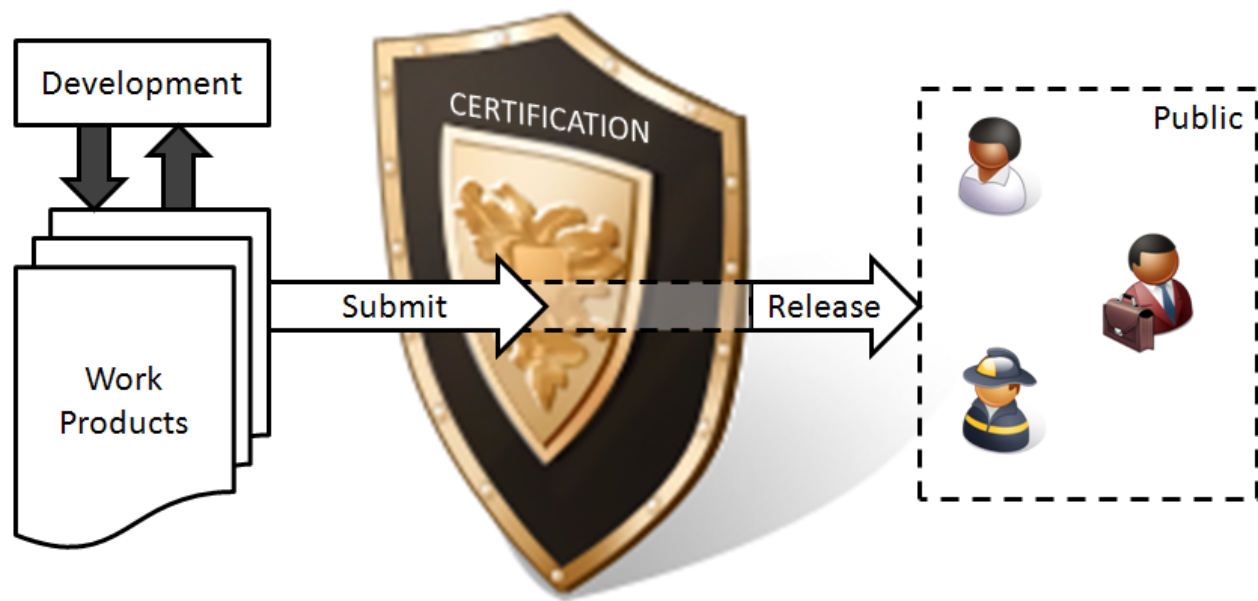 Development
CERTIFICATION
Public
Submit
Release
Work
Products